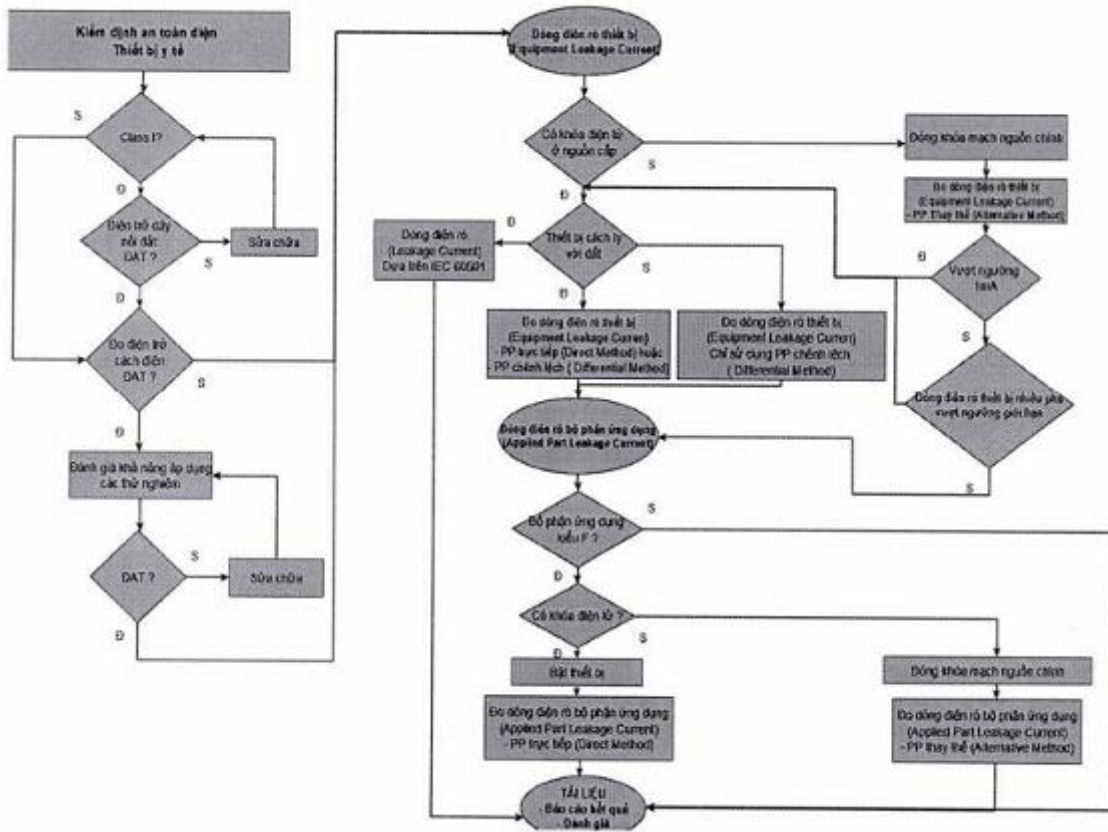 Kiểm định an toàn điện
Thiết bị y tế
S
Class I?
Đ
Điện trở dây
nối đất
ĐẠT ?
S
Sửa chữa
Đ
Đo điện trở
cách điện
ĐẠT ?
S
Đ
Đánh giá khả năng áp dụng
các thử nghiệm
ĐẠT ?
S
Sửa chữa
Đ
Dòng điện rò thiết bị
(Equipment Leakage Current)
Có khóa điện từ
ở nguồn cấp
S
Đ
Đóng khóa mạch nguồn chính
Đo dòng điện rò thiết bị
(Equipment Leakage Current)
- PP Thay thế (Alternative Method)
Đ
Vượt ngưỡng
1mA
S
Dòng điện rò thiết bị nhiều pha
vượt ngưỡng giới hạn
S
Thiết bị cách ly
với đất
Đ
S
Đ
Dòng điện rò
(Leakage Current)
Dựa trên IEC 60601
Đo dòng điện rò thiết bị
(Equipment Leakage Curren)
- PP trực tiếp (Direct Method) hoặc
- PP chênh lệch ( Differential Method)
Đo dòng điện rò thiết bị
(Equipment Leakage Current)
Chỉ sử dụng PP chênh lệch
( Differential Method)
Dòng điện rò bộ phận ứng dụng
(Applied Part Leakage Current)
Bộ phận ứng dụng
kiểu F ?
S
Đ
Có khóa điện từ ?
S
Đ
Bật thiết bị
Đo dòng điện rò bộ phận ứng dụng
(Applied Part Leakage Current)
- PP trực tiếp (Direct Method)
Đóng khóa mạch nguồn chính
Đo dòng điện rò bộ phận ứng dụng
(Applied Part Leakage Current)
- PP thay thế (Alternative Method)
TÀI LIỆU
- Báo cáo kết quả
- Đánh giá